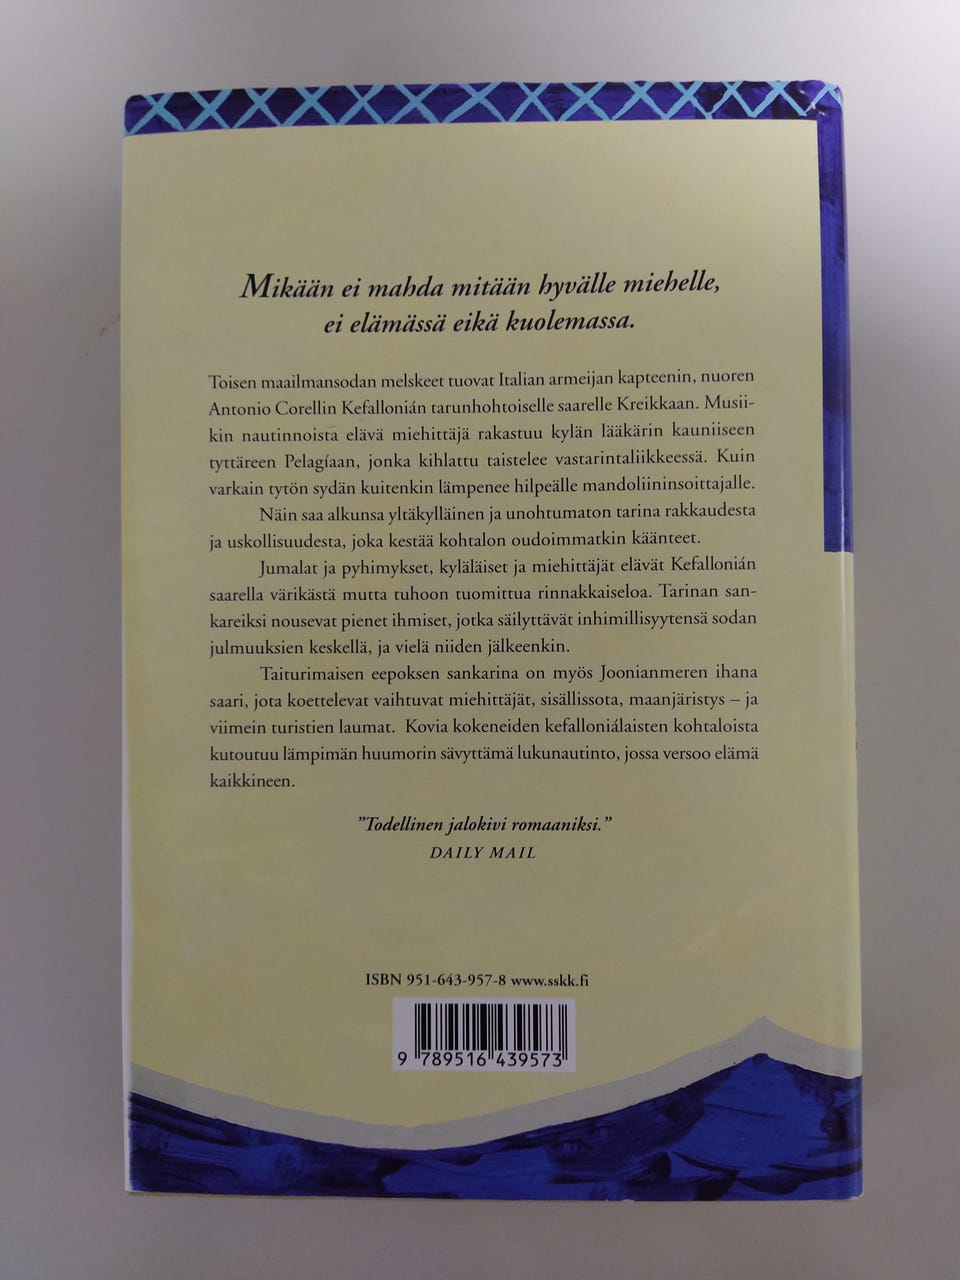 Mikään ei mahda mitään hyvälle miehelle,
ei elämässä eikä kuolemassa.
Toisen maailmansodan melskeet tuovat Italian armeijan kapteenin, nuoren
Antonio Corellin Kefallonián tarunhohtoiselle saarelle Kreikkaan. Musii-
kin nautinnoista elävä miehittäjä rakastuu kylän lääkärin kauniiseen
tyttäreen Pelagíaan, jonka kihlattu taistelee vastarintaliikkeessä. Kuin
varkain tytön sydän kuitenkin lämpenee hilpeälle mandoliininsoittajalle.
Näin saa alkunsa yltäkylläinen ja unohtumaton tarina rakkaudesta
ja uskollisuudesta, joka kestää kohtalon oudoimmatkin käänteet.
Jumalat ja pyhimykset, kyläläiset ja miehittäjät elävät Kefallonián
saarella värikästä mutta tuhoon tuomittua rinnakkaiseloa. Tarinan san-
kareiksi nousevat pienet ihmiset, jotka säilyttävät inhimillisyytensä sodan
julmuuksien keskellä, ja vielä niiden jälkeenkin.
Taiturimaisen eepoksen sankarina on myös Joonianmeren ihana
saari, jota koettelevat vaihtuvat miehittäjät, sisällissota, maanjäristys – ja
viimein turistien laumat. Kovia kokeneiden kefalloniálaisten kohtaloista
kutoutuu lämpimän huumorin sävyttämä lukunautinto, jossa versoo elämä
kaikkineen.
”Todellinen jalokivi romaaniksi.”
DAILY MAIL
ISBN 951-643-957-8 www.sskk.fi
9 789516 439573